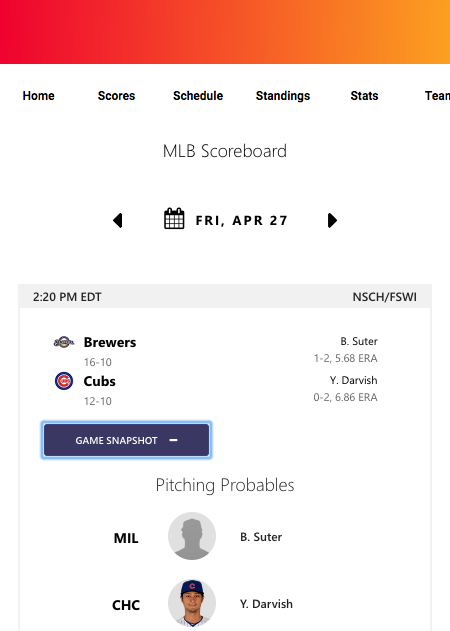 Home Scores Schedule Standings Stats Team
MLB Scoreboard
FRI, APR 27
2:20 PM EDT NSCH/FSWI
Brewers B. Suter
16-10 1-2, 5.68 ERA
Cubs Y. Darvish
12-10 0-2, 6.86 ERA
GAME SNAPSHOT −
Pitching Probables
MIL B. Suter
CHC Y. Darvish